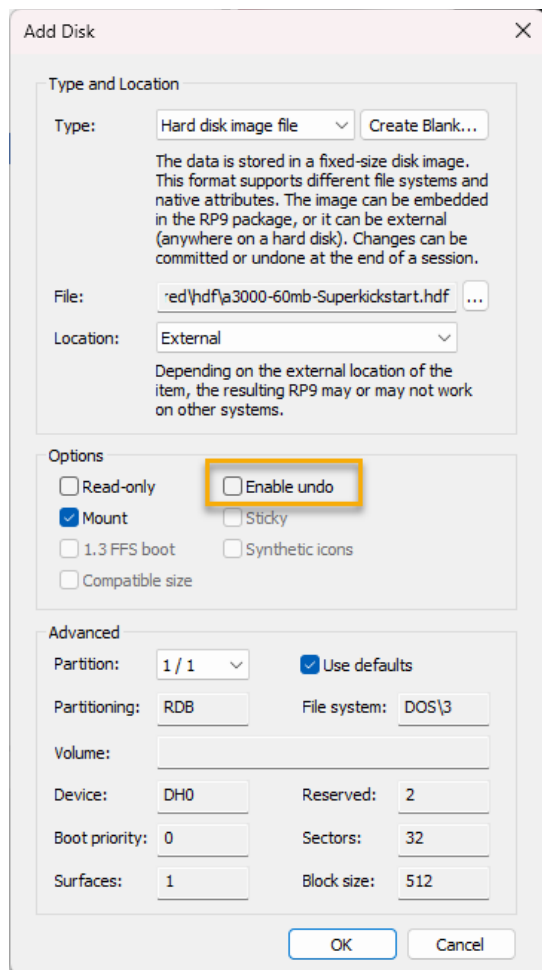 Add Disk
Type and Location
Type: Hard disk image file Create Blank...
The data is stored in a fixed-size disk image.
This format supports different file systems and
native attributes. The image can be embedded
in the RP9 package, or it can be external
(anywhere on a hard disk). Changes can be
committed or undone at the end of a session.
File: red\hdf\a3000-60mb-Superkickstart.hdf ...
Location: External
Depending on the external location of the
item, the resulting RP9 may or may not work
on other systems.
Options
Read-only Enable undo
Mount Sticky
1.3 FFS boot Synthetic icons
Compatible size
Advanced
Partition: 1 / 1 Use defaults
Partitioning: RDB File system: DOS\3
Volume:
Device: DH0 Reserved: 2
Boot priority: 0 Sectors: 32
Surfaces: 1 Block size: 512
OK Cancel